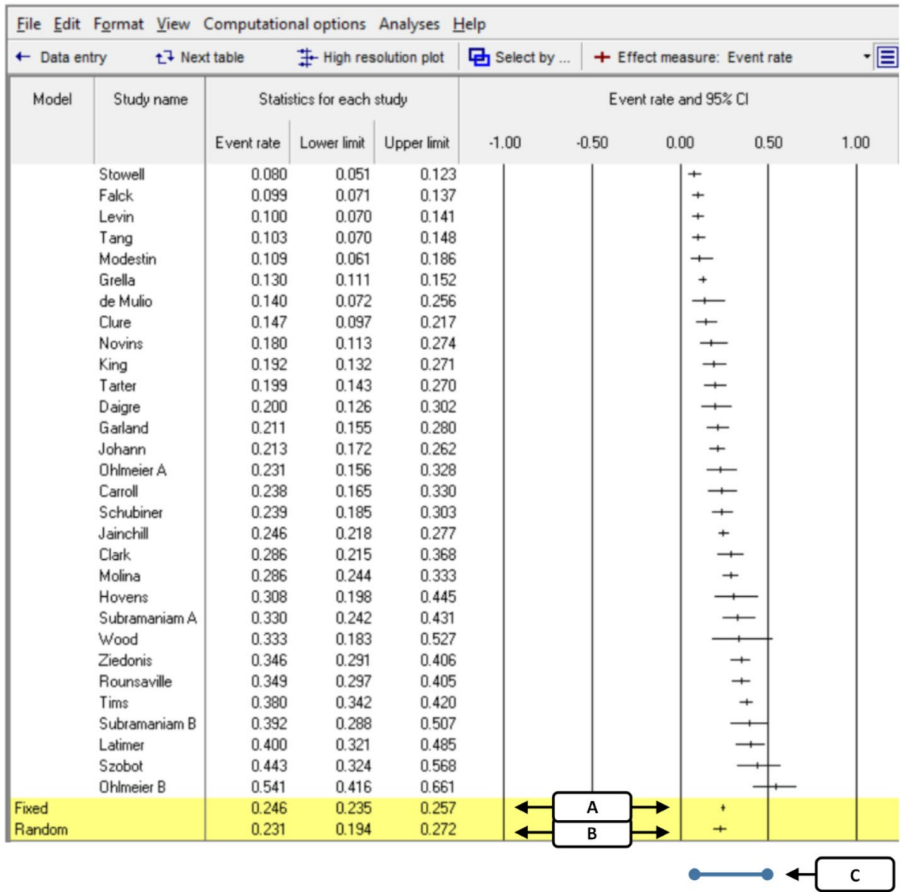 File Edit Format View Computational options Analyses Help
← Data entry Next table High resolution plot Select by ... Effect measure: Event rate
Model Study name Statistics for each study Event rate and 95% CI
Event rate Lower limit Upper limit -1.00 -0.50 0.00 0.50 1.00
Stowell 0.080 0.051 0.123
Falck 0.099 0.071 0.137
Levin 0.100 0.070 0.141
Tang 0.103 0.070 0.148
Modestin 0.109 0.061 0.186
Grella 0.130 0.111 0.152
de Mulio 0.140 0.072 0.256
Clure 0.147 0.097 0.217
Novins 0.180 0.113 0.274
King 0.192 0.132 0.271
Tarter 0.199 0.143 0.270
Daigre 0.200 0.126 0.302
Garland 0.211 0.155 0.280
Johann 0.213 0.172 0.262
Ohlmeier A 0.231 0.156 0.328
Carroll 0.238 0.165 0.330
Schubiner 0.239 0.185 0.303
Jainchill 0.246 0.218 0.277
Clark 0.286 0.215 0.368
Molina 0.286 0.244 0.333
Hovens 0.308 0.198 0.445
Subramaniam A 0.330 0.242 0.431
Wood 0.333 0.183 0.527
Ziedonis 0.346 0.291 0.406
Rounsaville 0.349 0.297 0.405
Tims 0.380 0.342 0.420
Subramaniam B 0.392 0.288 0.507
Latimer 0.400 0.321 0.485
Szobot 0.443 0.324 0.568
Ohlmeier B 0.541 0.416 0.661
Fixed 0.246 0.235 0.257 A
Random 0.231 0.194 0.272 B
C